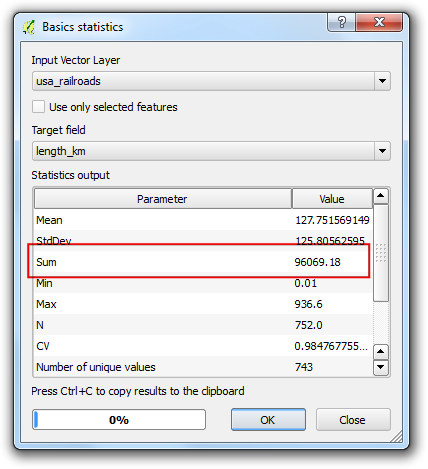 Basics statistics
Input Vector Layer
usa_railroads
Use only selected features
Target field
length_km
Statistics output
Parameter Value
Mean 127.751569149
StdDev 125.80562595
Sum 96069.18
Min 0.01
Max 936.6
N 752.0
CV 0.984767755...
Number of unique values 743
Press Ctrl+C to copy results to the clipboard
0% OK Close